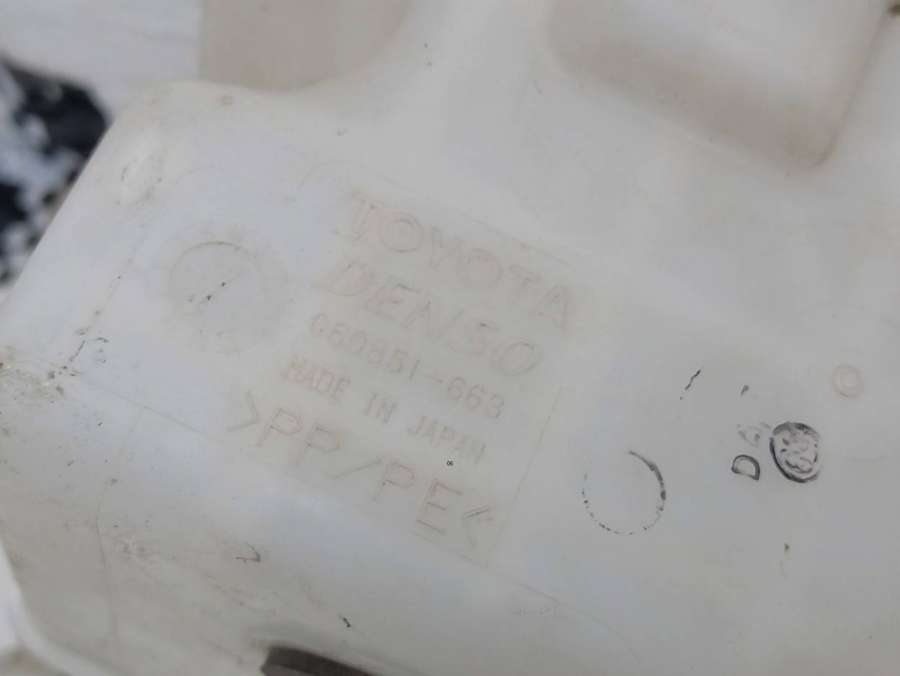 TOYOTA
DENSO
060851-663
MADE IN JAPAN
>PP/PE<